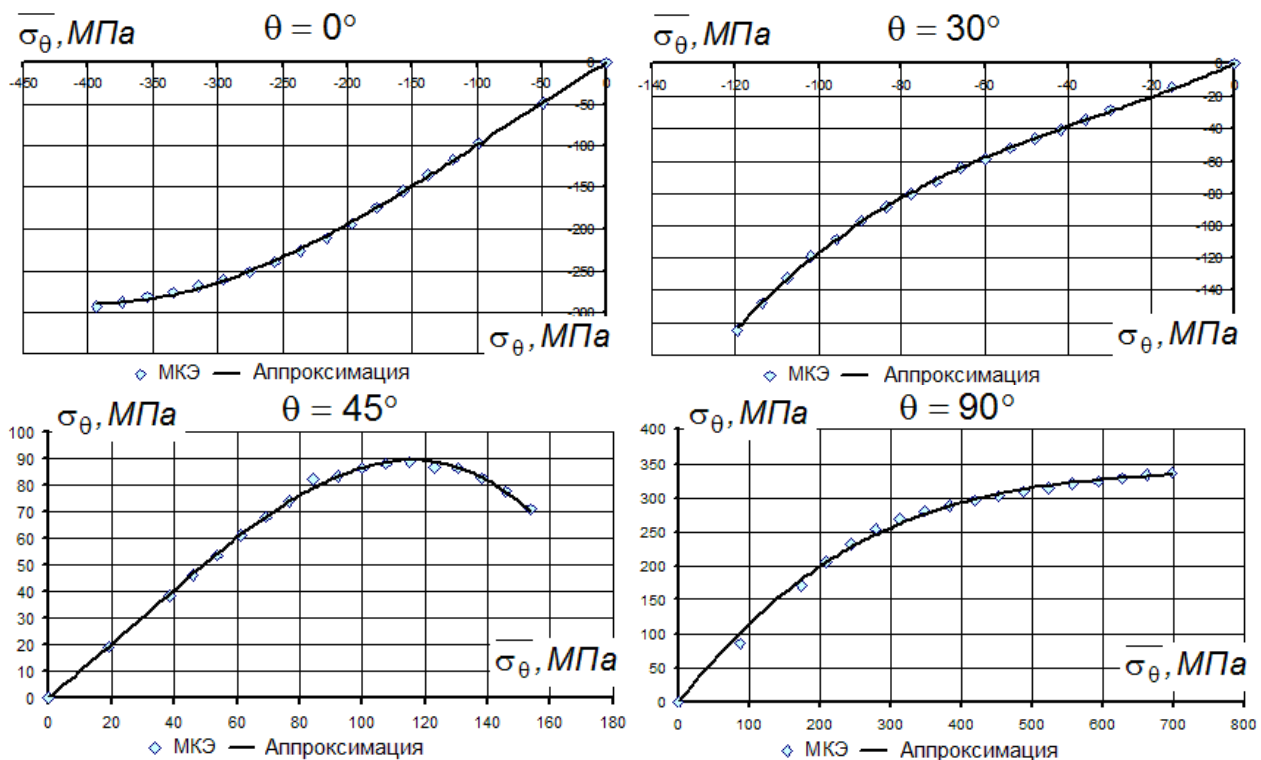 σθ, МПа θ = 0°
-450 -400 -350 -300 -250 -200 -150 -100 -50 0
0
-50
-100
-150
-200
-250
-300
σθ, МПа
МКЭ Аппроксимация
σθ, МПа θ = 30°
-140 -120 -100 -80 -60 -40 -20 0
0
-20
-40
-60
-80
-100
-120
-140
σθ, МПа
МКЭ Аппроксимация
σθ, МПа θ = 45°
100
90
80
70
60
50
40
30
20
10
0
σθ, МПа
0 20 40 60 80 100 120 140 160 180
МКЭ Аппроксимация
σθ, МПа θ = 90°
400
350
300
250
200
150
100
50
0
σθ, МПа
0 100 200 300 400 500 600 700 800
МКЭ Аппроксимация